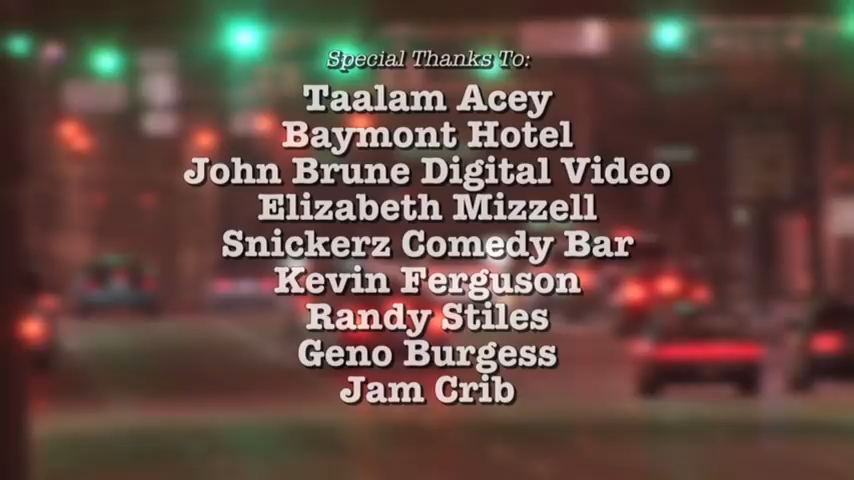 Special Thanks To:
Taalam Acey
Baymont Hotel
John Brune Digital Video
Elizabeth Mizzell
Snickerz Comedy Bar
Kevin Ferguson
Randy Stiles
Geno Burgess
Jam Crib